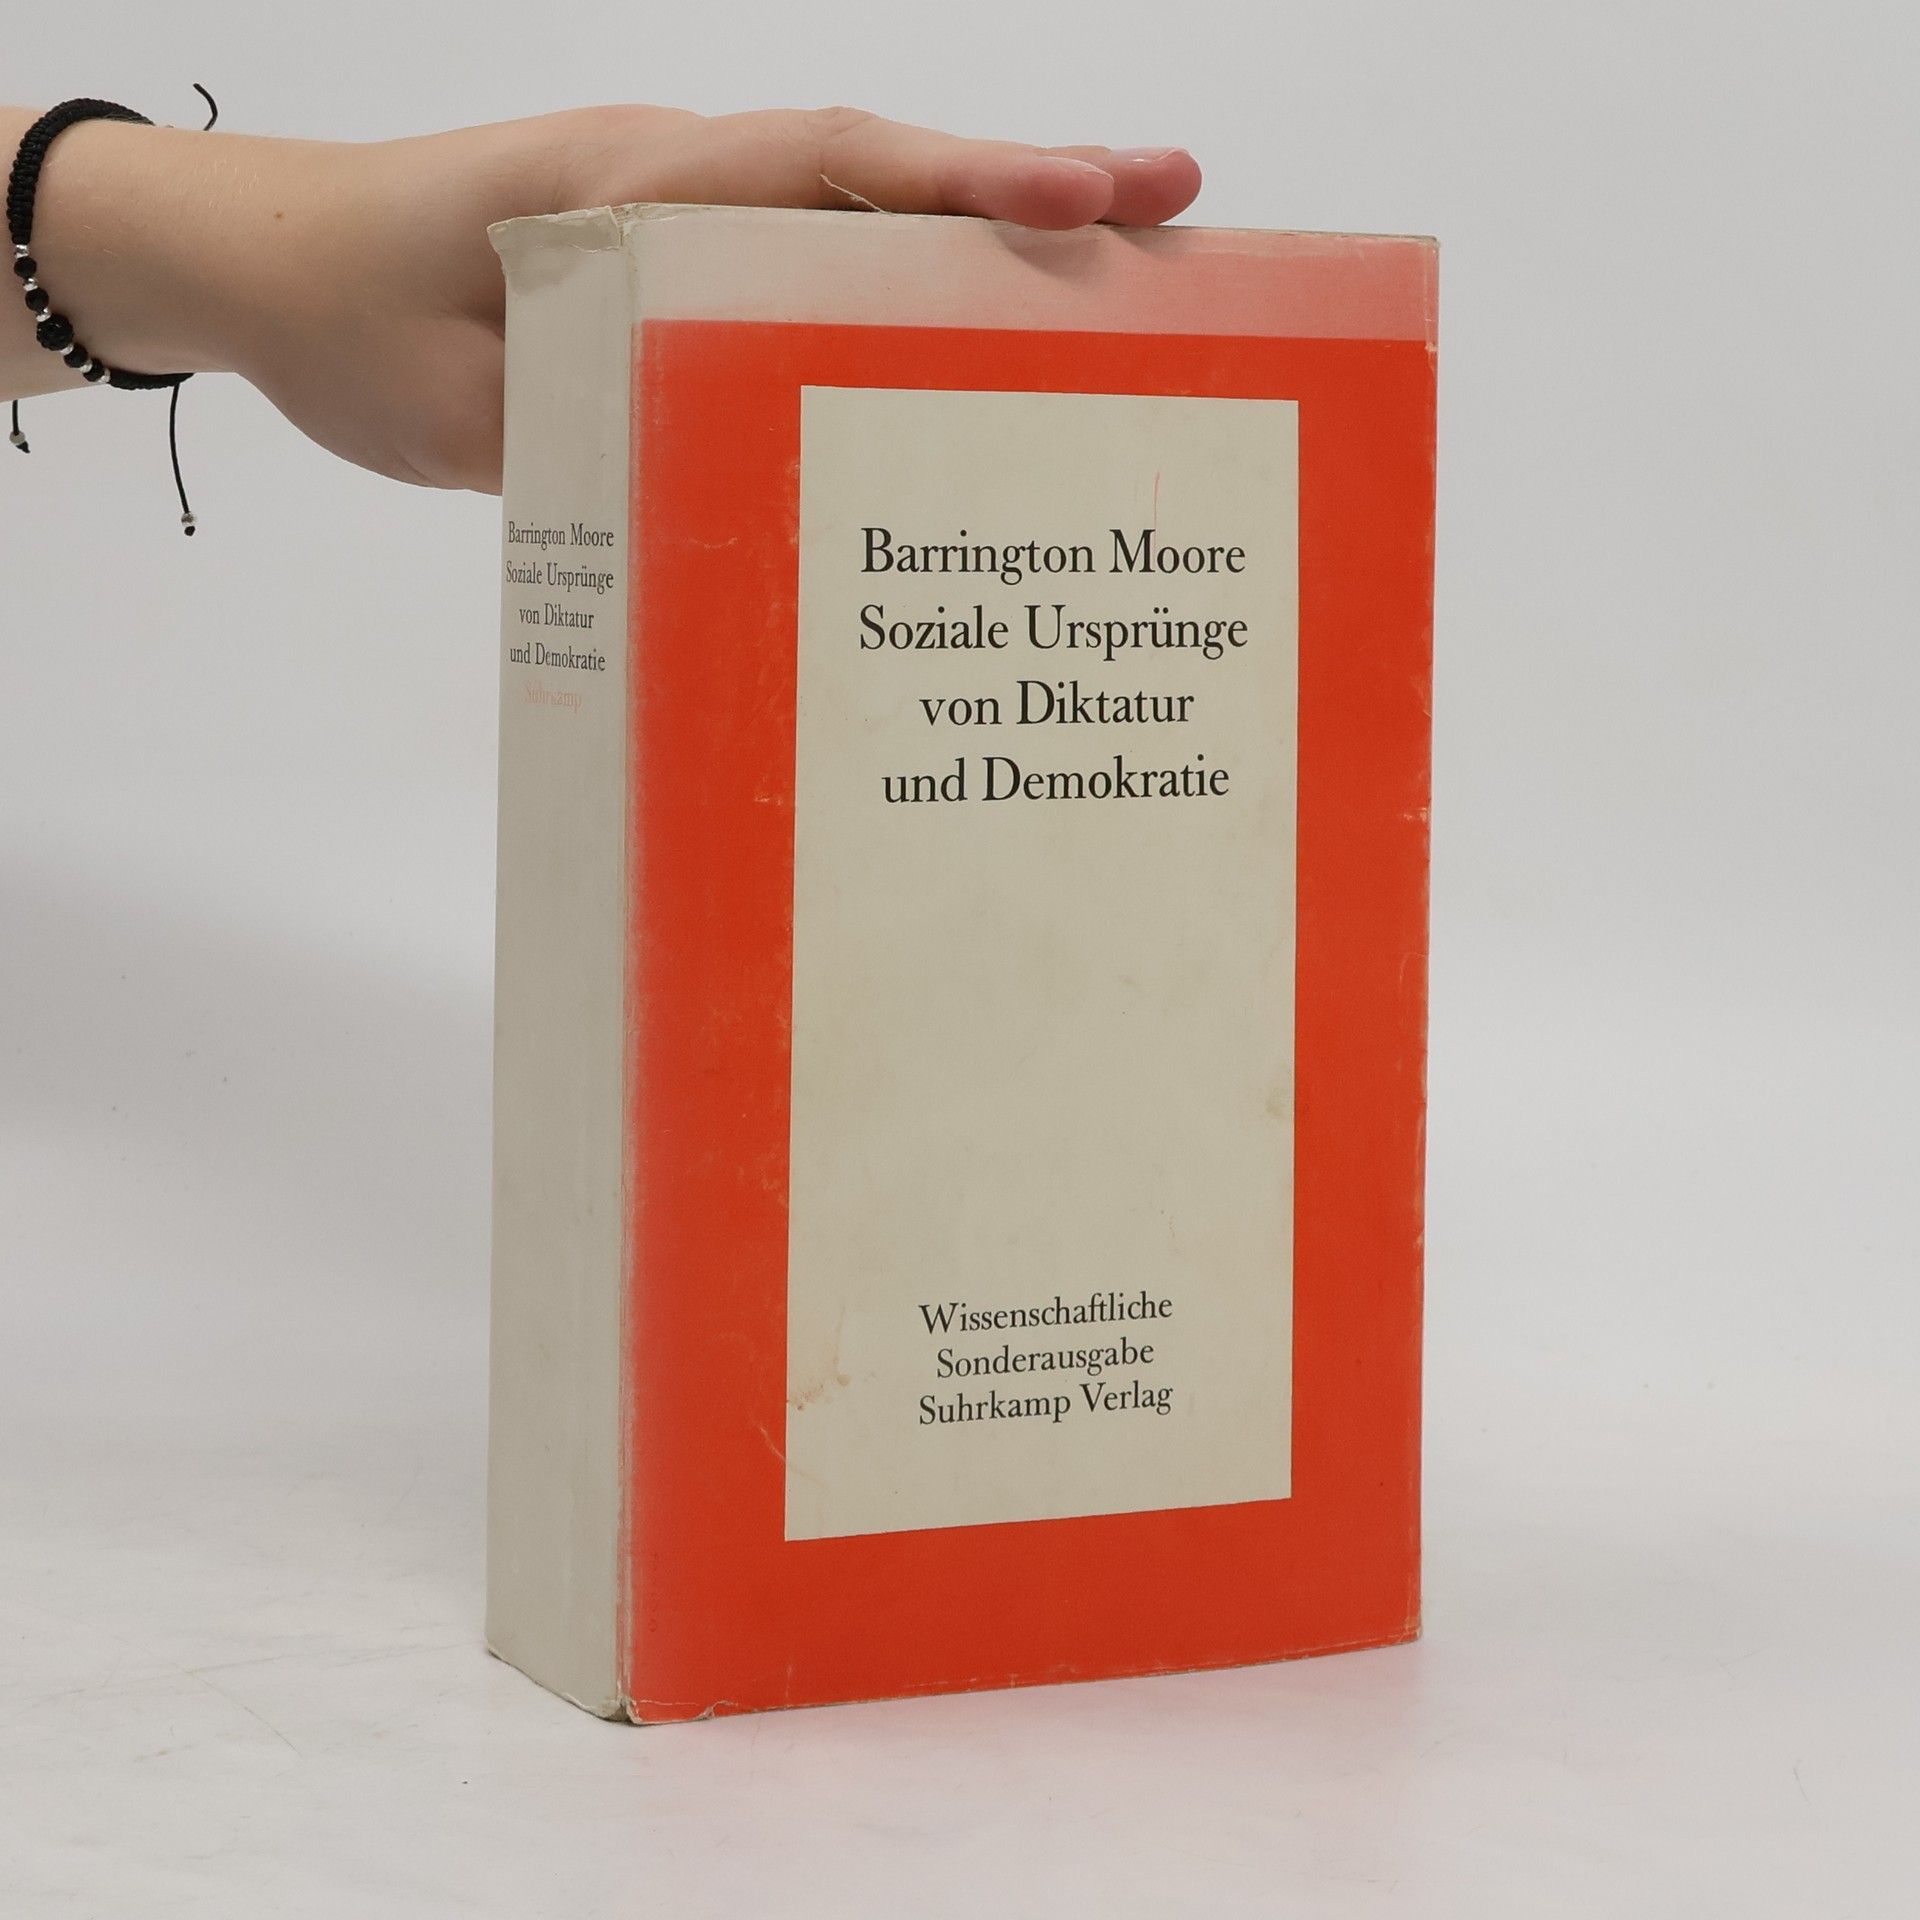 Barrington Moore
Soziale Ursprünge
von Diktatur
und Demokratie
Suhrkamp
Barrington Moore
Soziale Ursprünge
von Diktatur
und Demokratie
Wissenschaftliche
Sonderausgabe
Suhrkamp Verlag